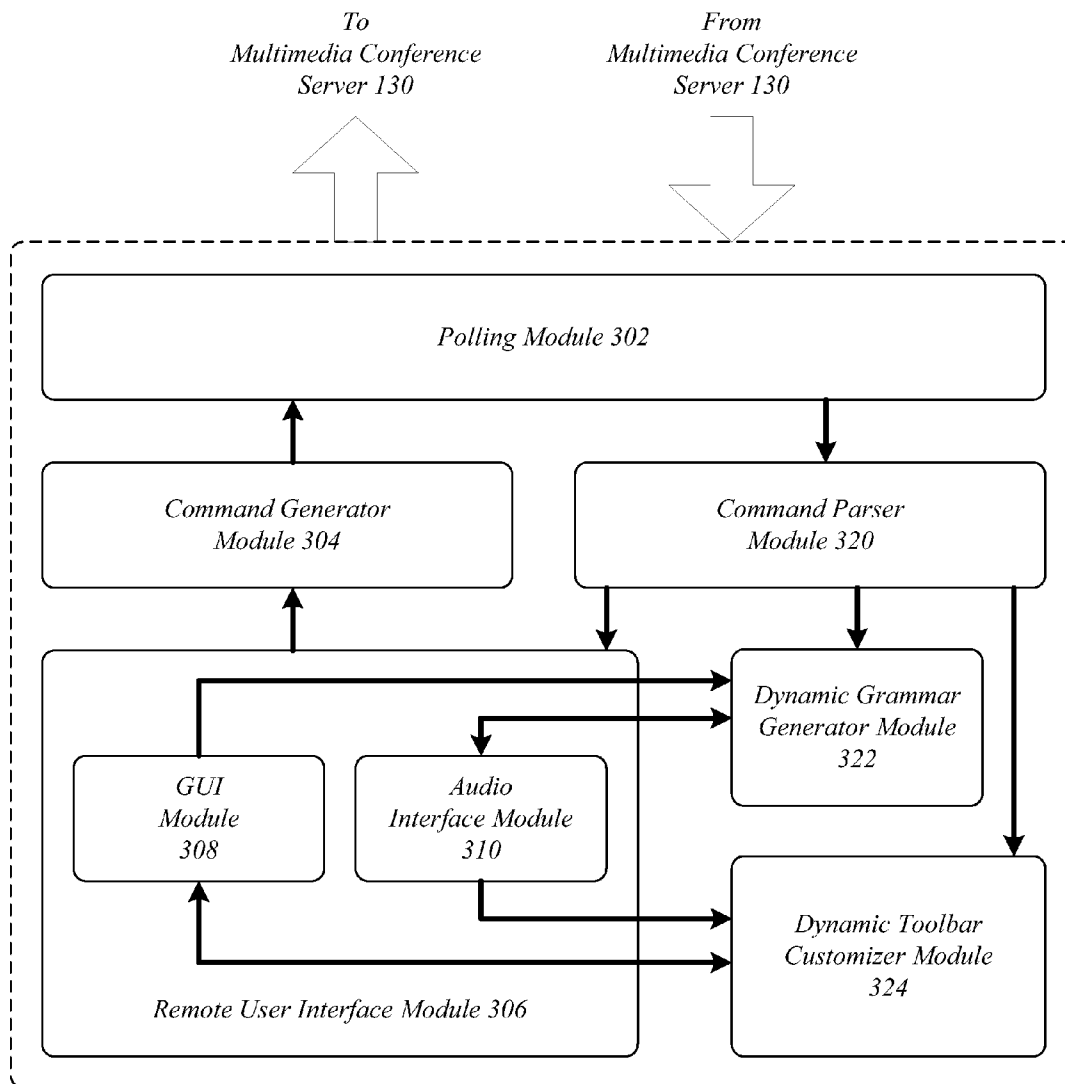 To
Multimedia Conference
Server 130
From
Multimedia Conference
Server 130
Polling Module 302
Command Generator
Module 304
Command Parser
Module 320
Dynamic Grammar
Generator Module
322
GUI
Module
308
Audio
Interface Module
310
Dynamic Toolbar
Customizer Module
324
Remote User Interface Module 306